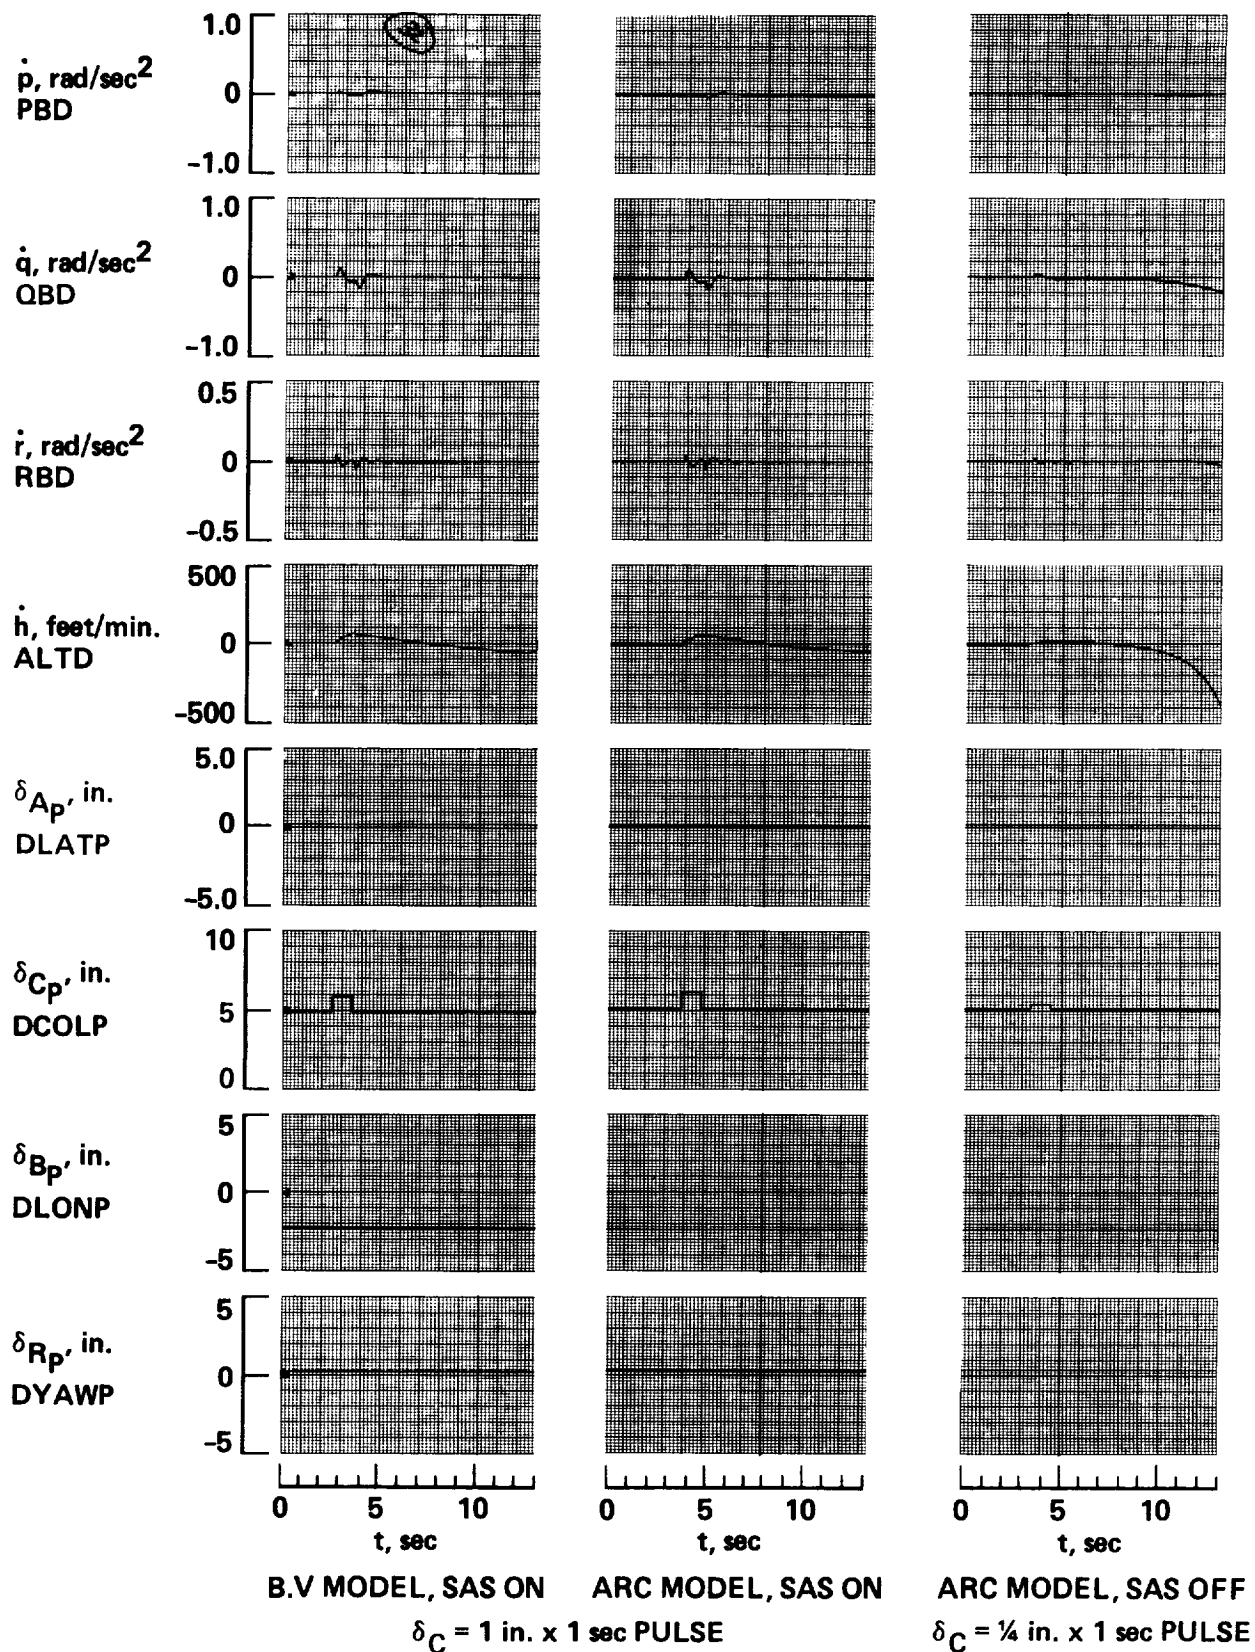 1.0
ṗ, rad/sec²
PBD
0
-1.0
1.0
q̇, rad/sec²
QBD
0
-1.0
0.5
ṙ, rad/sec²
RBD
0
-0.5
500
ḣ, feet/min.
ALTD
0
-500
5.0
δAp, in.
DLATP
0
-5.0
10
δCp, in.
DCOLP
5
0
5
δBp, in.
DLONP
0
-5
5
δRp, in.
DYAWP
0
-5
0 5 10 0 5 10 0 5 10
t, sec t, sec t, sec
B.V MODEL, SAS ON ARC MODEL, SAS ON ARC MODEL, SAS OFF
δC = 1 in. x 1 sec PULSE δC = ¼ in. x 1 sec PULSE